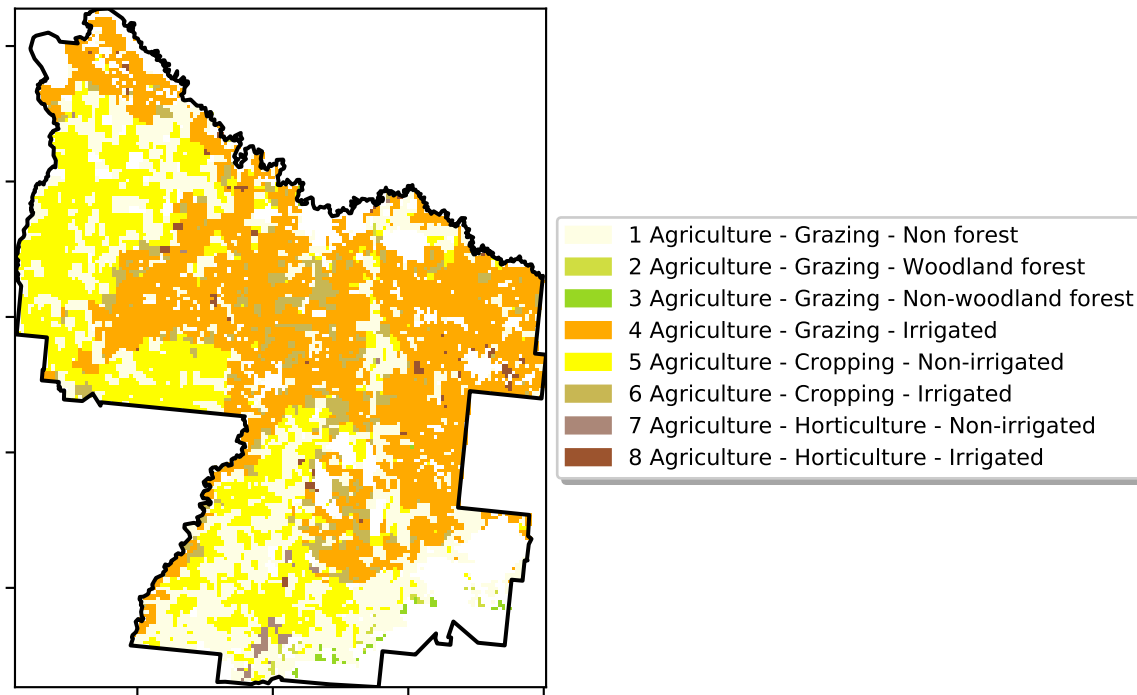 1 Agriculture - Grazing - Non forest
2 Agriculture - Grazing - Woodland forest
3 Agriculture - Grazing - Non-woodland forest
4 Agriculture - Grazing - Irrigated
5 Agriculture - Cropping - Non-irrigated
6 Agriculture - Cropping - Irrigated
7 Agriculture - Horticulture - Non-irrigated
8 Agriculture - Horticulture - Irrigated